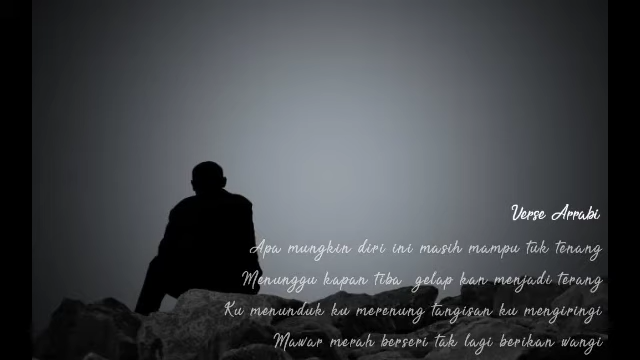 Verse Arrabi
Apa mungkin diri ini masih mampu tuk tenang
Menunggu kapan tiba gelap kan menjadi terang
Ku menunduk ku merenung tangisan ku mengiringi
Mawar merah berseri tak lagi berikan wangi